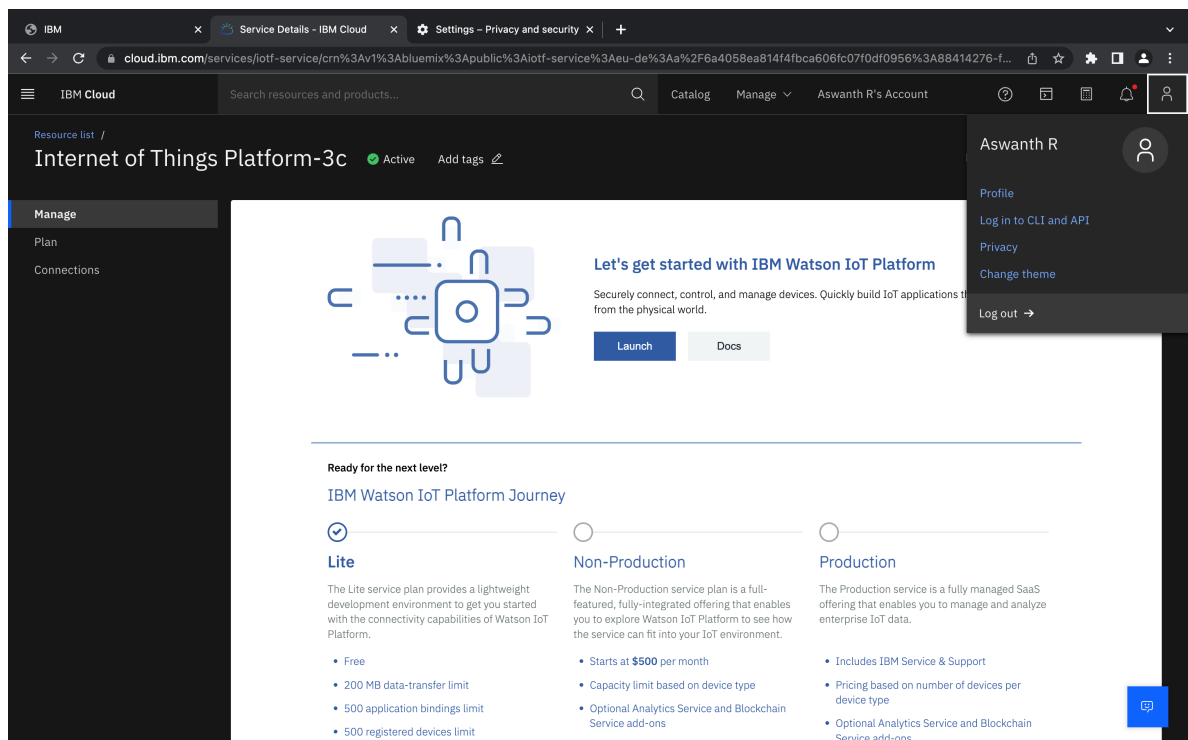 IBM
Service Details - IBM Cloud
Settings – Privacy and security
cloud.ibm.com/services/iotf-service/crn%3Av1%3Abluemix%3Apublic%3Aiotf-service%3Aeu-de%3Aa%2F6a4058ea814f4fbca606fc07f0df0956%3A88414276-f...
IBM Cloud
Search resources and products...
Catalog
Manage
Aswanth R's Account
Resource list /
Internet of Things Platform-3c
Active
Add tags
Aswanth R
Profile
Log in to CLI and API
Privacy
Change theme
Log out
Manage
Plan
Connections
Let's get started with IBM Watson IoT Platform
Securely connect, control, and manage devices. Quickly build IoT applications
from the physical world.
Launch
Docs
Ready for the next level?
IBM Watson IoT Platform Journey
Lite
The Lite service plan provides a lightweight
development environment to get you started
with the connectivity capabilities of Watson IoT
Platform.
• Free
• 200 MB data-transfer limit
• 500 application bindings limit
• 500 registered devices limit
Non-Production
The Non-Production service plan is a full-
featured, fully-integrated offering that enables
you to explore Watson IoT Platform to see how
the service can fit into your IoT environment.
• Starts at $500 per month
• Capacity limit based on device type
• Optional Analytics Service and Blockchain
Service add-ons
Production
The Production service is a fully managed SaaS
offering that enables you to manage and analyze
enterprise IoT data.
• Includes IBM Service & Support
• Pricing based on number of devices per
device type
• Optional Analytics Service and Blockchain
Service add-ons